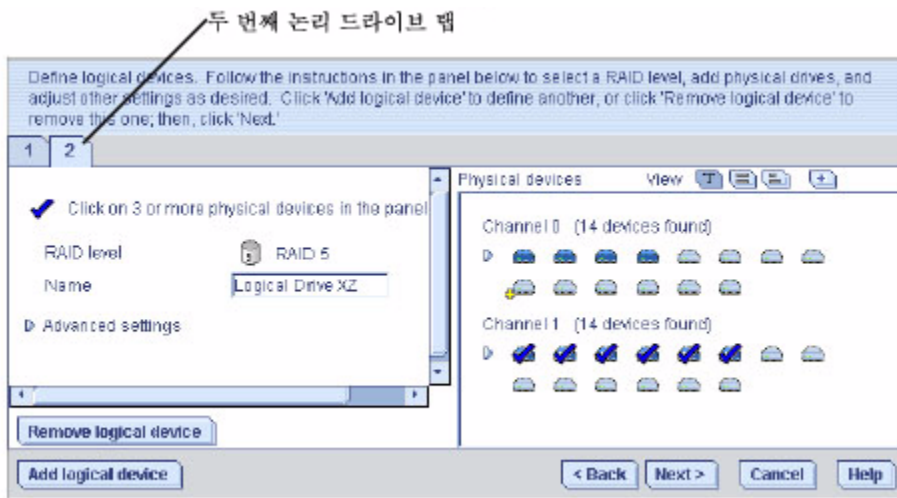 두 번째 논리 드라이브 탭
Define logical devices. Follow the instructions in the panel below to select a RAID level, add physical drives, and
adjust other settings as desired. Click 'Add logical device' to define another, or click 'Remove logical device' to
remove this one; then, click 'Next.'
1 2
Physical devices View
Click on 3 or more physical devices in the panel
Channel 0 (14 devices found)
RAID level RAID 5
Name Logical Drive XZ
Channel 1 (14 devices found)
Advanced settings
Remove logical device
Add logical device < Back Next > Cancel Help